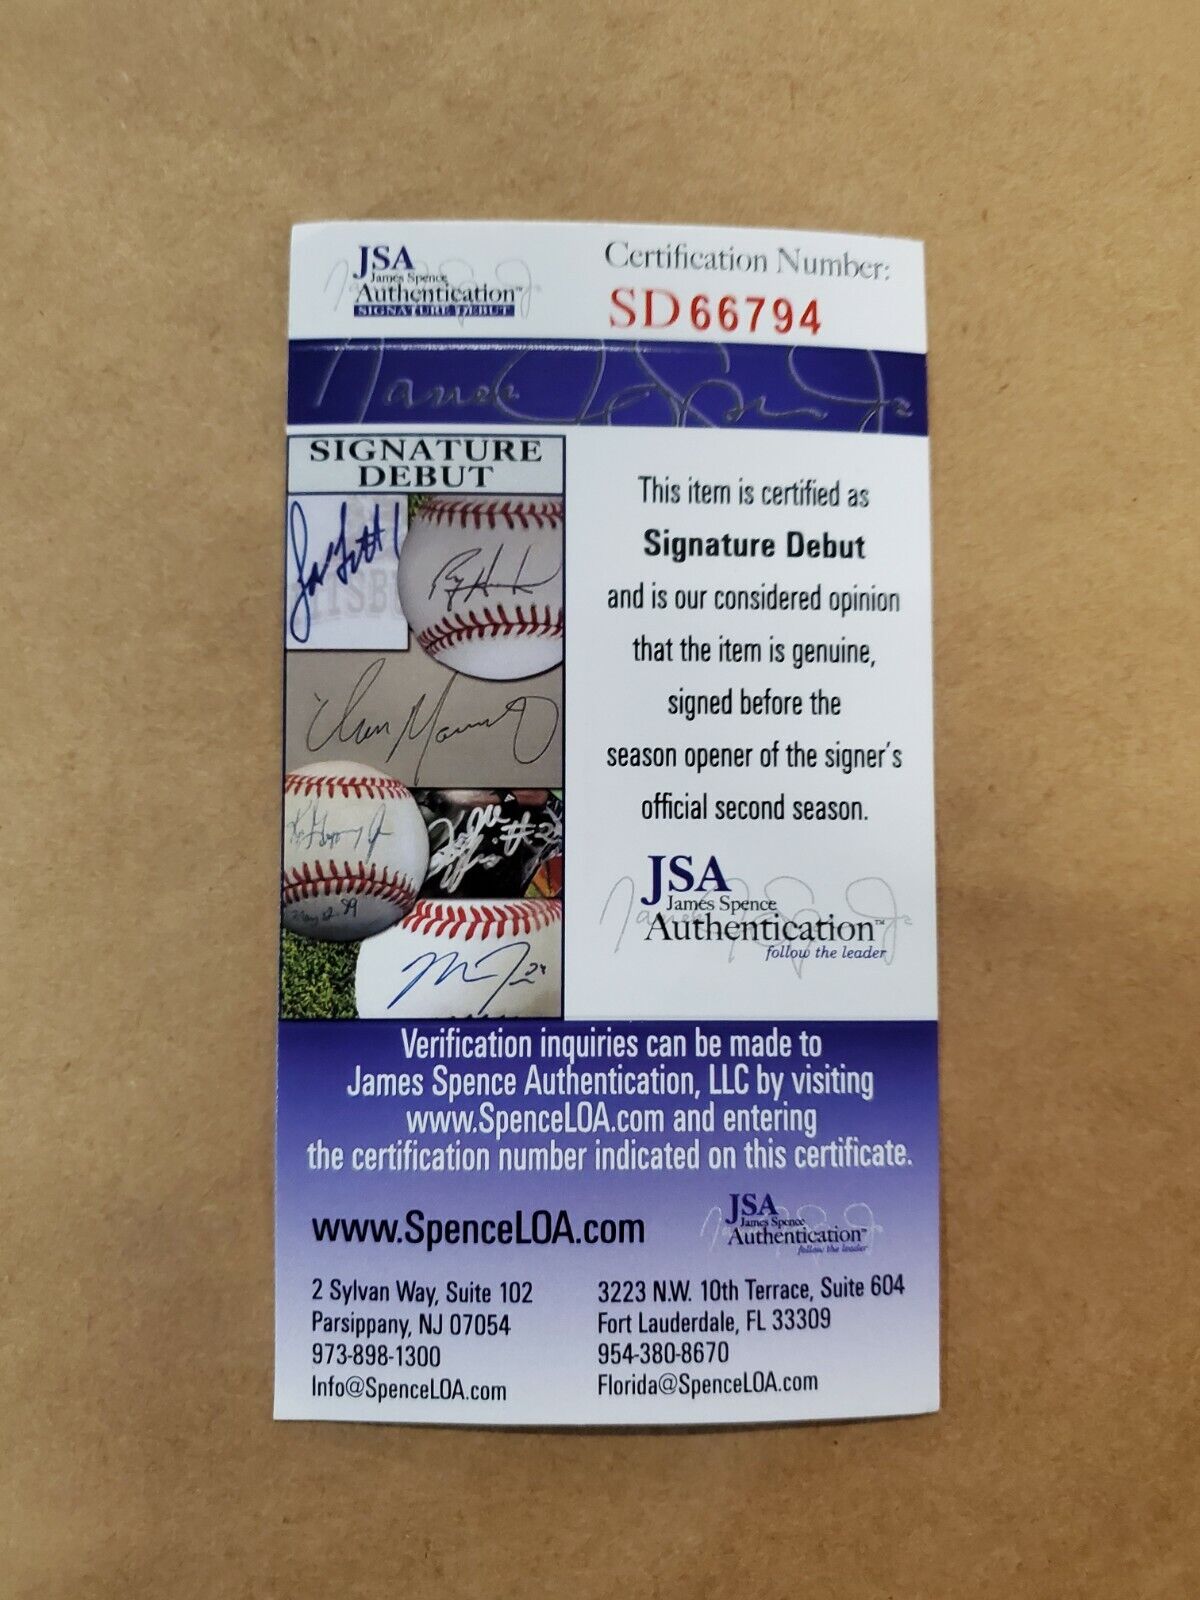 JSA
James Spence
Authentication™
SIGNATURE DEBUT
Certification Number:
SD66794
SIGNATURE
DEBUT
This item is certified as
Signature Debut
and is our considered opinion
that the item is genuine,
signed before the
season opener of the signer's
official second season.
JSA
James Spence
Authentication™
follow the leader
Verification inquiries can be made to
James Spence Authentication, LLC by visiting
www.SpenceLOA.com and entering
the certification number indicated on this certificate.
www.SpenceLOA.com
JSA
James Spence
Authentication™
follow the leader
2 Sylvan Way, Suite 102
Parsippany, NJ 07054
973-898-1300
Info@SpenceLOA.com
3223 N.W. 10th Terrace, Suite 604
Fort Lauderdale, FL 33309
954-380-8670
Florida@SpenceLOA.com